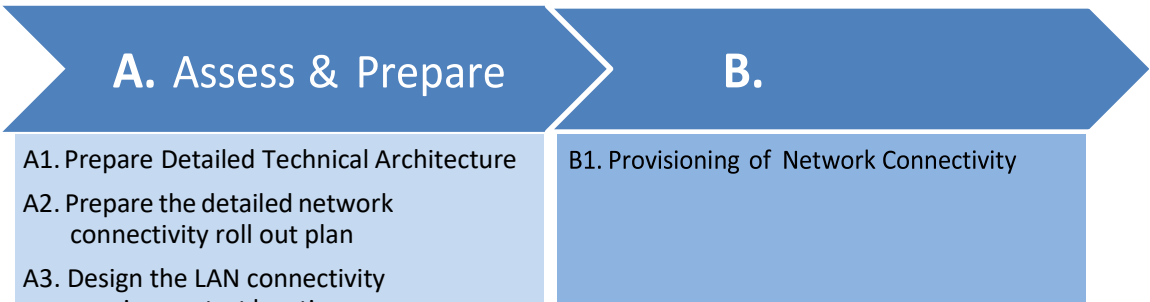 A. Assess & Prepare
B.
A1. Prepare Detailed Technical Architecture
A2. Prepare the detailed network
connectivity roll out plan
A3. Design the LAN connectivity
B1. Provisioning of Network Connectivity